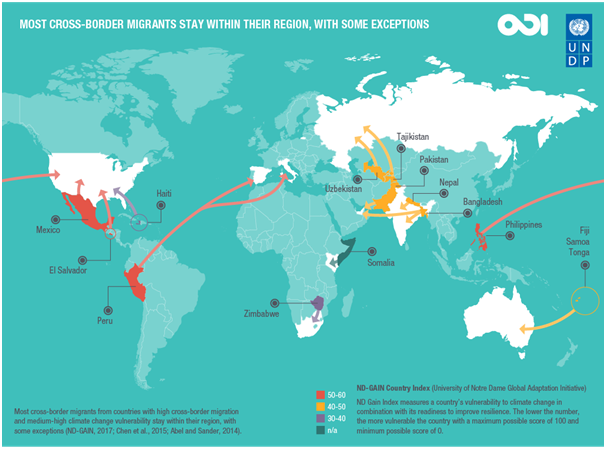 MOST CROSS-BORDER MIGRANTS STAY WITHIN THEIR REGION, WITH SOME EXCEPTIONS
ODI
U N
D P
Tajikistan
Pakistan
Uzbekistan
Nepal
Haiti
Bangladesh
Mexico
Philippines
Fiji
Samoa
Tonga
El Salvador
Somalia
Peru
Zimbabwe
ND-GAIN Country Index (University of Notre Dame Global Adaptation Initiative)
50-60
40-50
30-40
n/a
ND Gain Index measures a country's vulnerability to climate change in
combination with its readiness to improve resilience. The lower the number,
the more vulnerable the country with a maximum possible score of 100 and
minimum possible score of 0.
Most cross-border migrants from countries with high cross-border migration
and medium-high climate change vulnerability stay within their region, with
some exceptions (ND-GAIN, 2017; Chen et al., 2015; Abel and Sander, 2014).